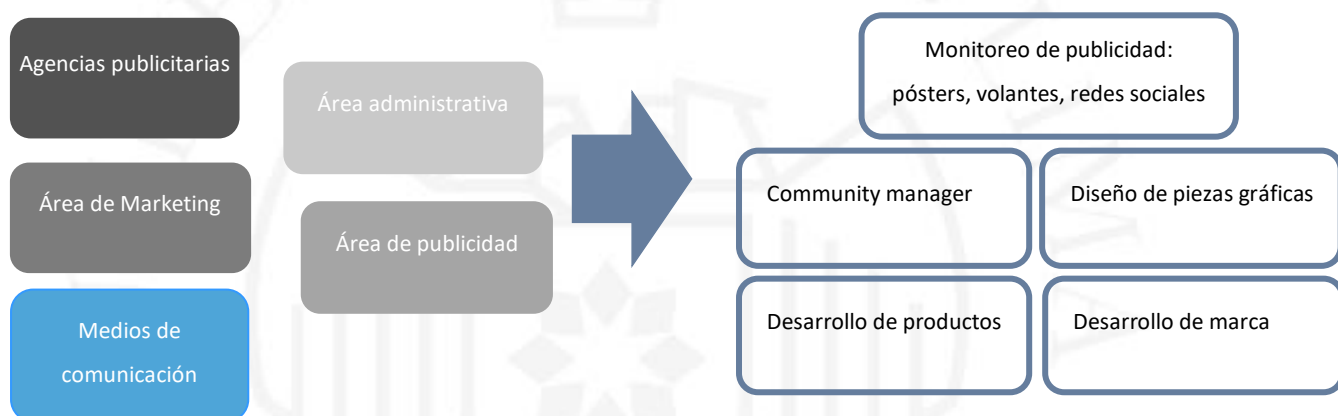 Agencias publicitarias
Área administrativa
Área de Marketing
Área de publicidad
Medios de
comunicación
Monitoreo de publicidad:
pósters, volantes, redes sociales
Community manager
Diseño de piezas gráficas
Desarrollo de productos
Desarrollo de marca